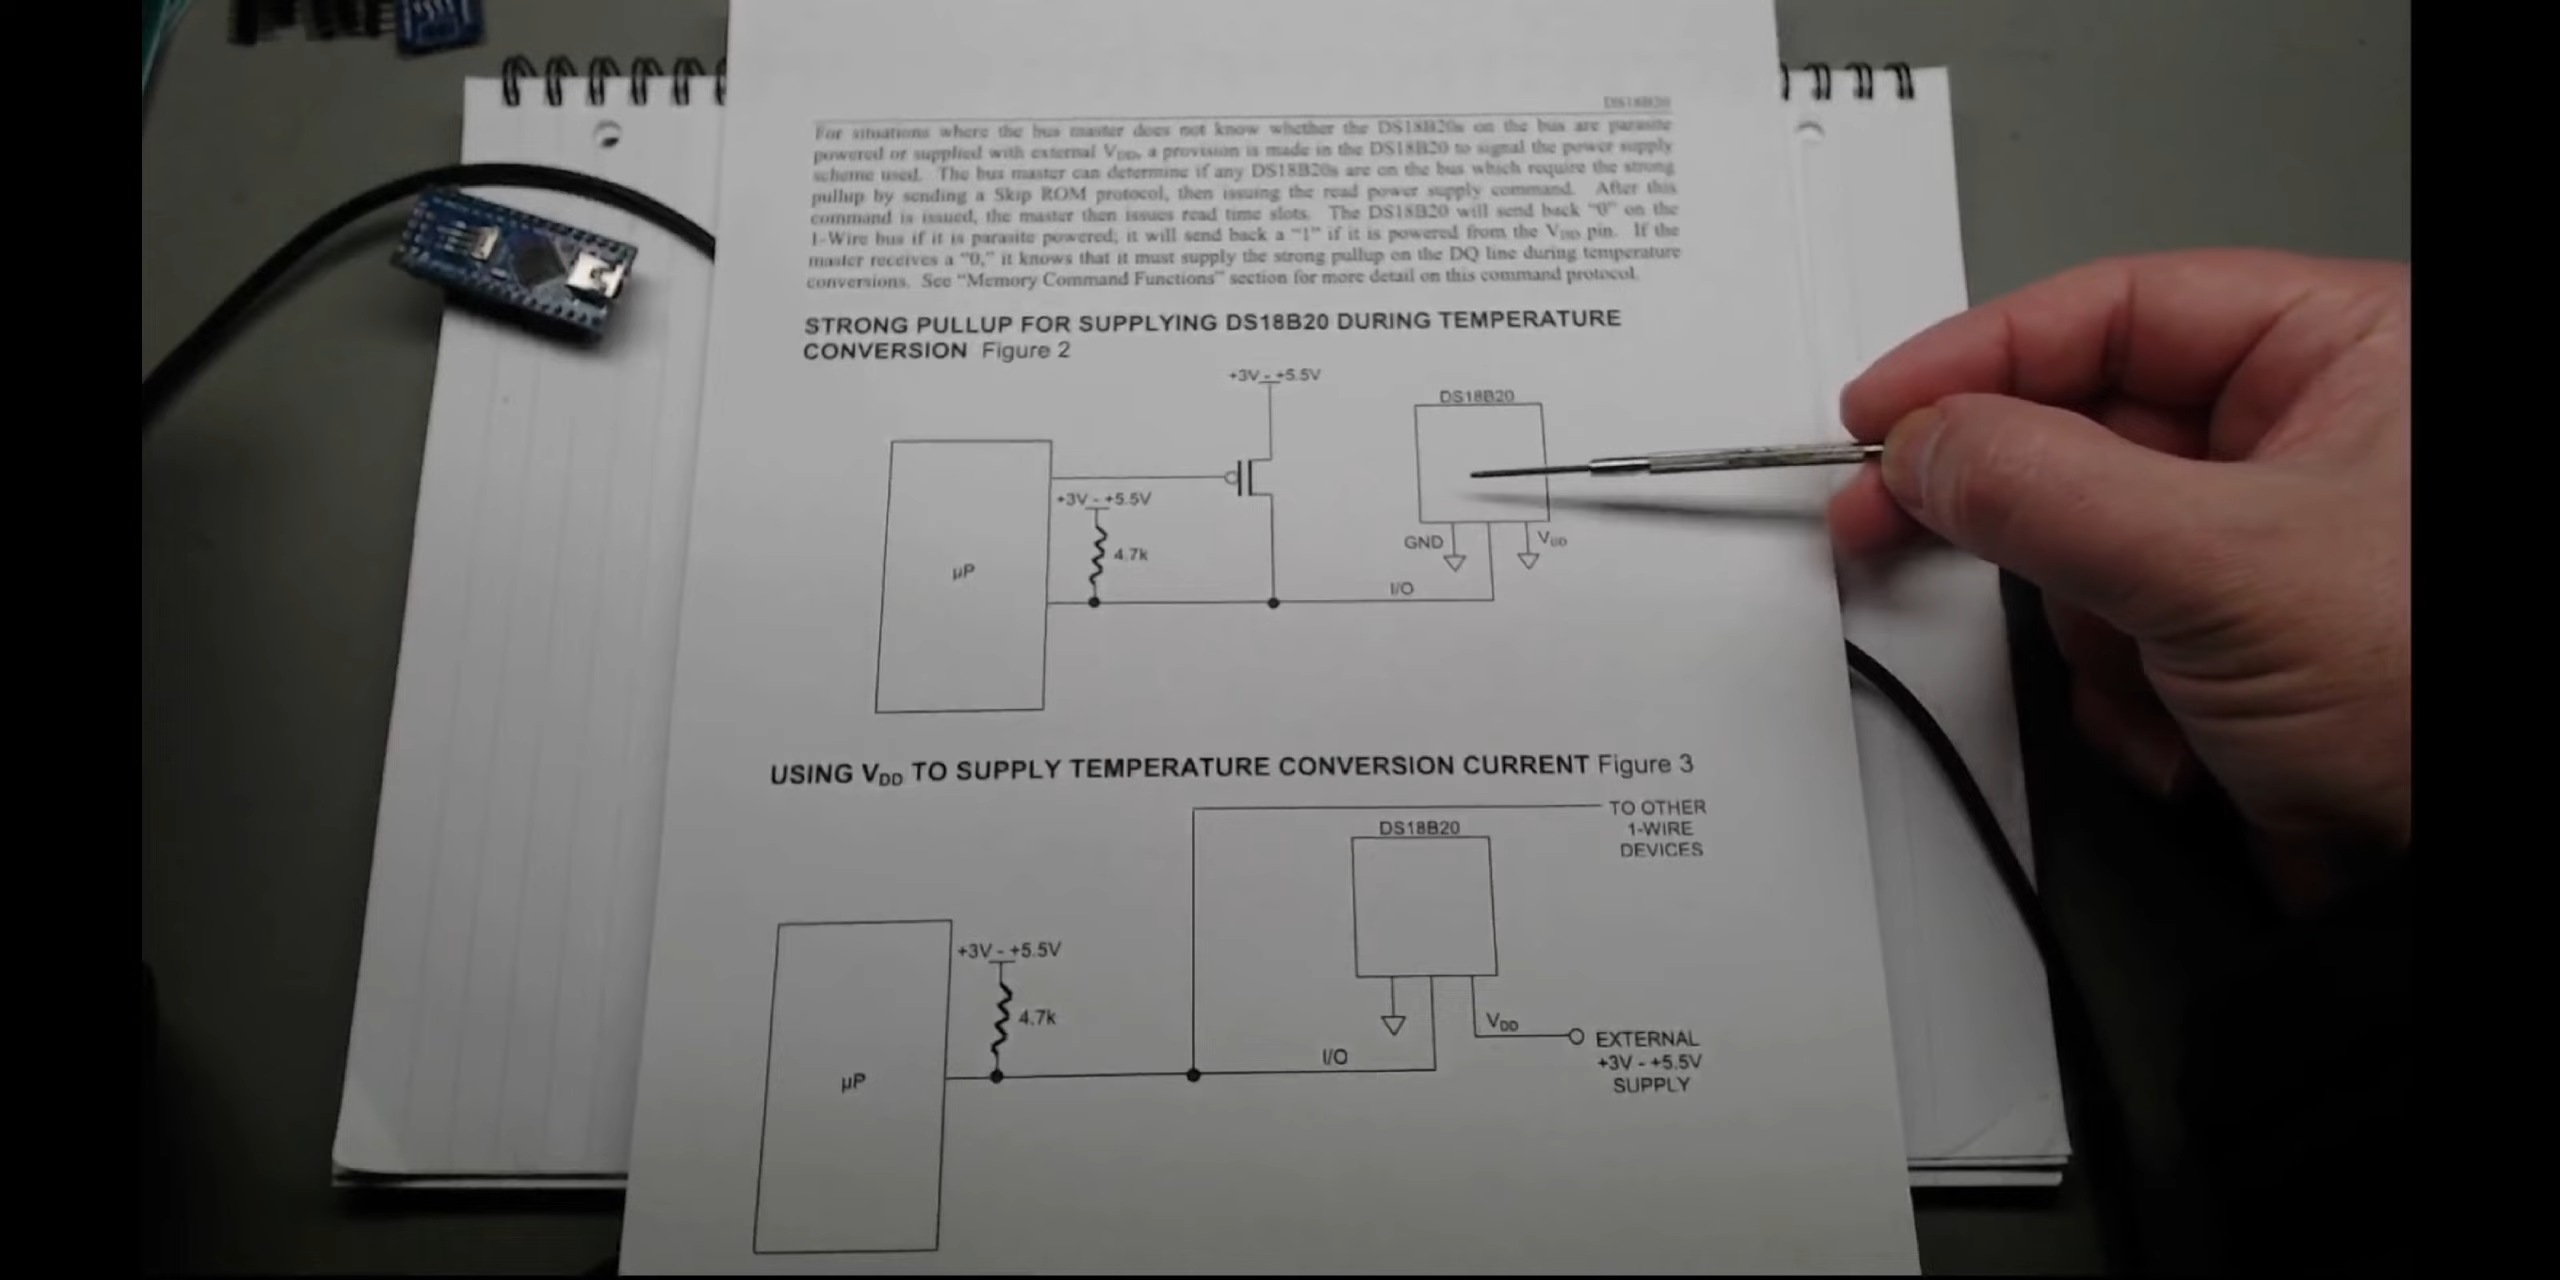 DS18B20
For situations where the bus master does not know whether the DS18B20s on the bus are parasite
powered or supplied with external VDD, a provision is made in the DS18B20 to signal the power supply
scheme used. The bus master can determine if any DS18B20s are on the bus which require the strong
pullup by sending a Skip ROM protocol, then issuing the read power supply command. After this
command is issued, the master then issues read time slots. The DS18B20 will send back "0" on the
1-Wire bus if it is parasite powered; it will send back a "1" if it is powered from the VDD pin. If the
master receives a "0," it knows that it must supply the strong pullup on the DQ line during temperature
conversions. See "Memory Command Functions" section for more detail on this command protocol.
STRONG PULLUP FOR SUPPLYING DS18B20 DURING TEMPERATURE
CONVERSION Figure 2
+3V - +5.5V
DS18B20
+3V - +5.5V
4.7k
µP
GND
VDD
I/O
USING VDD TO SUPPLY TEMPERATURE CONVERSION CURRENT Figure 3
TO OTHER
1-WIRE
DEVICES
DS18B20
+3V - +5.5V
4.7k
µP
I/O
VDD
EXTERNAL
+3V - +5.5V
SUPPLY